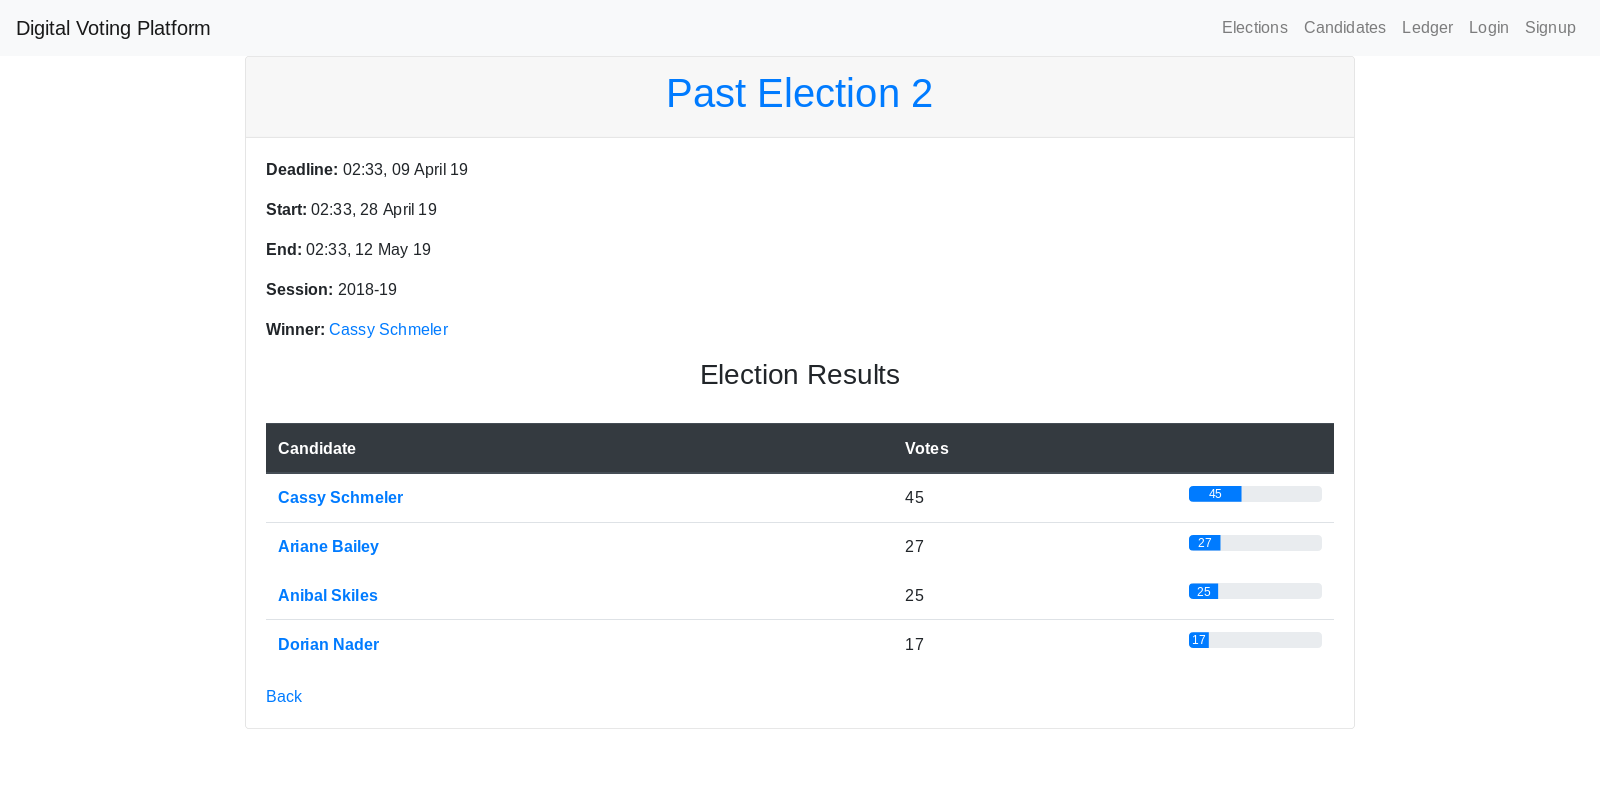 Digital Voting Platform Elections Candidates Ledger Login Signup
Past Election 2
Deadline: 02:33, 09 April 19
Start: 02:33, 28 April 19
End: 02:33, 12 May 19
Session: 2018-19
Winner: Cassy Schmeler
Election Results
Candidate Votes
Cassy Schmeler 45 45
Ariane Bailey 27 27
Anibal Skiles 25 25
Dorian Nader 17 17
Back